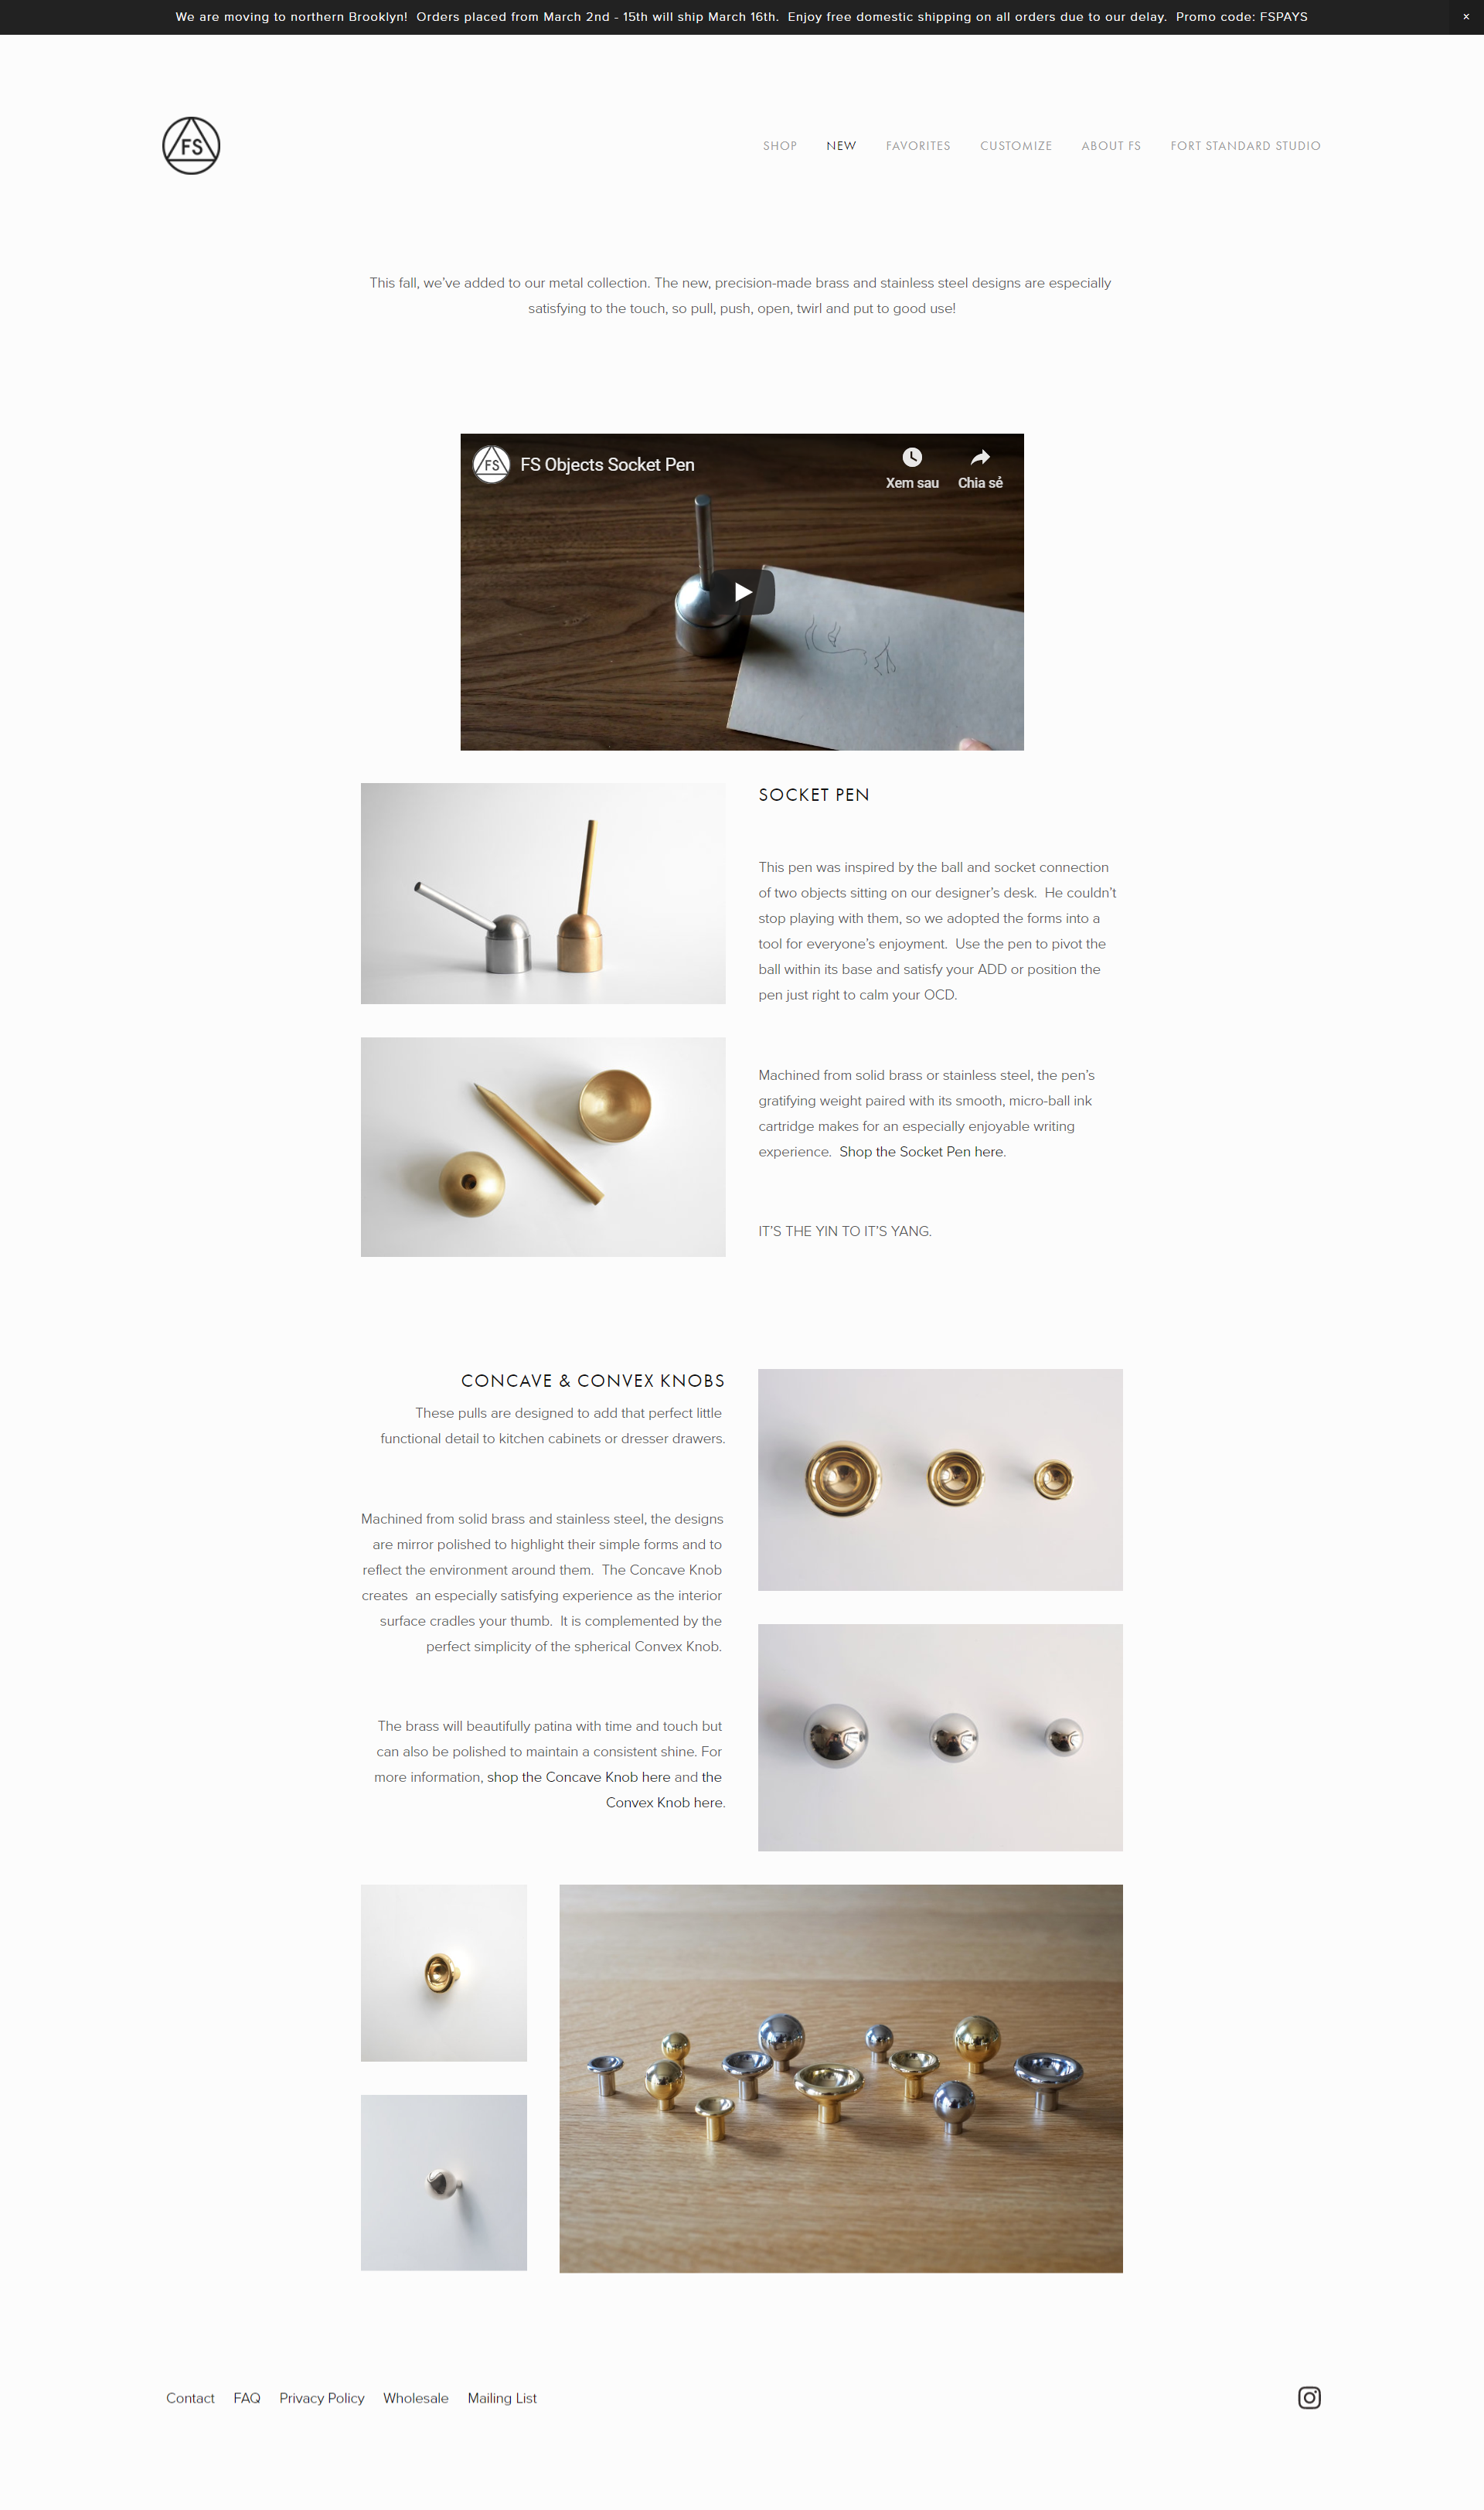 We are moving to northern Brooklyn!  Orders placed from March 2nd - 15th will ship March 16th.  Enjoy free domestic shipping on all orders due to our delay.  Promo code: FSPAYS
×
FS
SHOP NEW FAVORITES CUSTOMIZE ABOUT FS FORT STANDARD STUDIO
This fall, we’ve added to our metal collection. The new, precision-made brass and stainless steel designs are especially
satisfying to the touch, so pull, push, open, twirl and put to good use!
FS FS Objects Socket Pen
Xem sau Chia sẻ
SOCKET PEN
This pen was inspired by the ball and socket connection
of two objects sitting on our designer’s desk.  He couldn’t
stop playing with them, so we adopted the forms into a
tool for everyone’s enjoyment.  Use the pen to pivot the
ball within its base and satisfy your ADD or position the
pen just right to calm your OCD.
Machined from solid brass or stainless steel, the pen’s
gratifying weight paired with its smooth, micro-ball ink
cartridge makes for an especially enjoyable writing
experience.  Shop the Socket Pen here.
IT’S THE YIN TO IT’S YANG.
CONCAVE & CONVEX KNOBS
These pulls are designed to add that perfect little
functional detail to kitchen cabinets or dresser drawers.
Machined from solid brass and stainless steel, the designs
are mirror polished to highlight their simple forms and to
reflect the environment around them.  The Concave Knob
creates  an especially satisfying experience as the interior
surface cradles your thumb.  It is complemented by the
perfect simplicity of the spherical Convex Knob.
The brass will beautifully patina with time and touch but
can also be polished to maintain a consistent shine. For
more information, shop the Concave Knob here and the
Convex Knob here.
Contact FAQ Privacy Policy Wholesale Mailing List